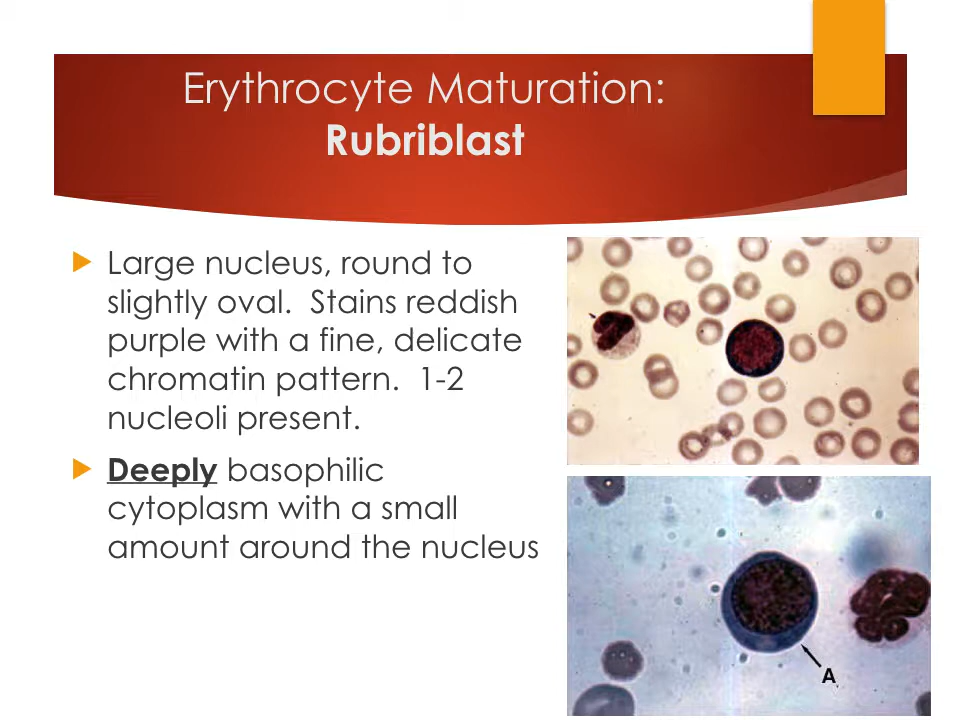 Erythrocyte Maturation:
Rubriblast
Large nucleus, round to
slightly oval.  Stains reddish
purple with a fine, delicate
chromatin pattern.  1-2
nucleoli present.
Deeply basophilic
cytoplasm with a small
amount around the nucleus
A